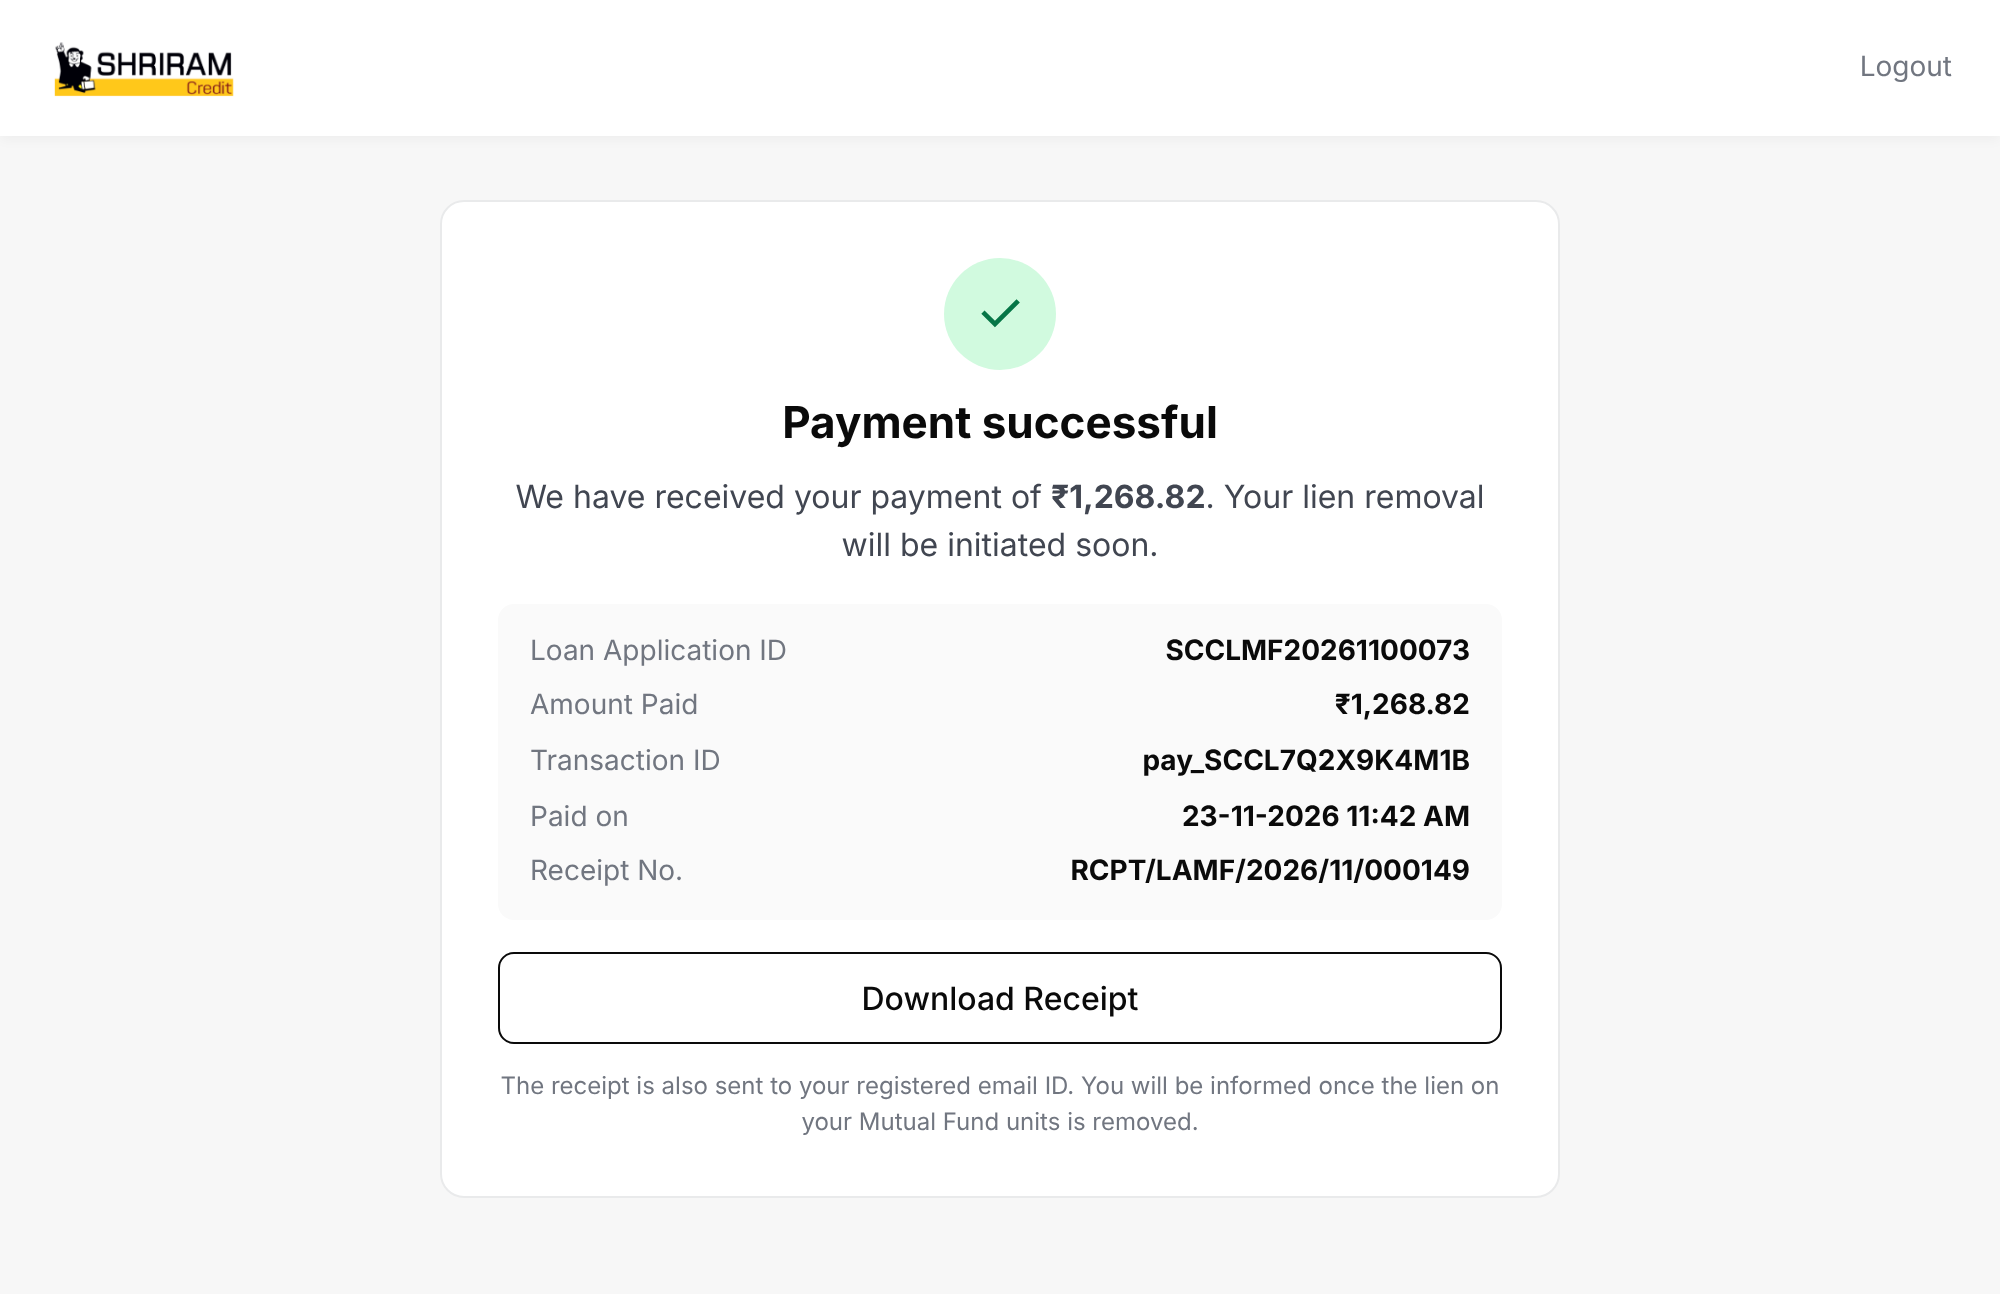 SHRIRAM
Credit
Logout
Payment successful
We have received your payment of ₹1,268.82. Your lien removal
will be initiated soon.
Loan Application ID SCCLMF20261100073
Amount Paid ₹1,268.82
Transaction ID pay_SCCL7Q2X9K4M1B
Paid on 23-11-2026 11:42 AM
Receipt No. RCPT/LAMF/2026/11/000149
Download Receipt
The receipt is also sent to your registered email ID. You will be informed once the lien on
your Mutual Fund units is removed.